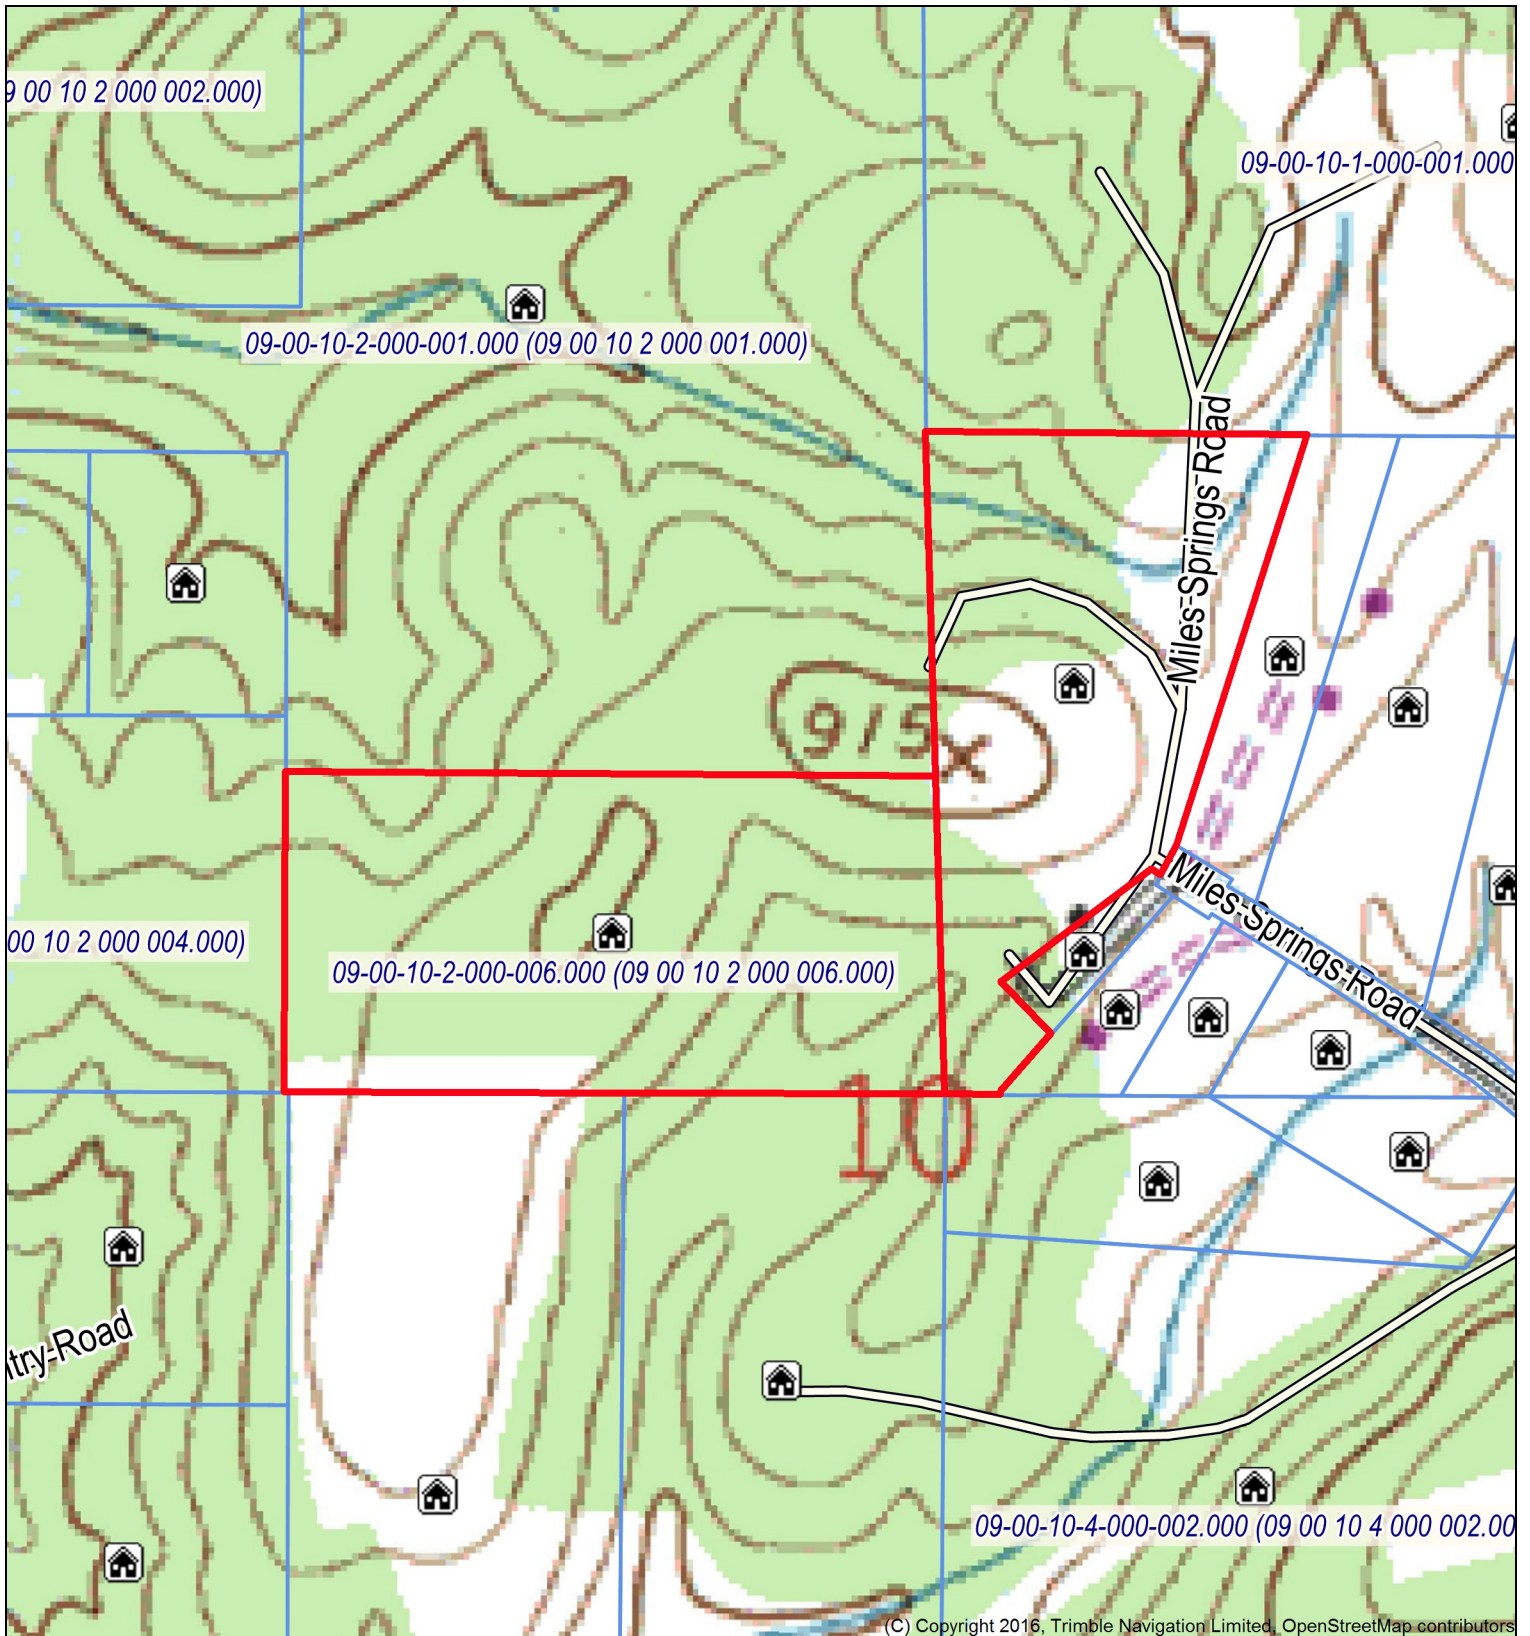 9 00 10 2 000 002.000)
09-00-10-1-000-001.000
09-00-10-2-000-001.000 (09 00 10 2 000 001.000)
Miles-Springs-Road
915
Miles-Springs-Road
00 10 2 000 004.000)
09-00-10-2-000-006.000 (09 00 10 2 000 006.000)
10
ntry-Road
09-00-10-4-000-002.000 (09 00 10 4 000 002.00
(C) Copyright 2016, Trimble Navigation Limited, OpenStreetMap contributors